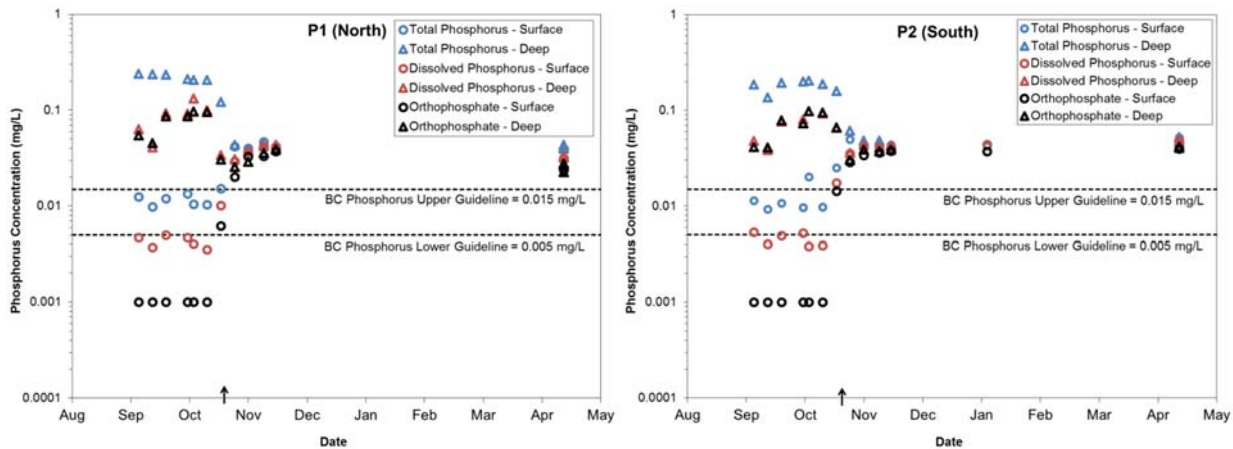 P1 (North)
Total Phosphorus - Surface
Total Phosphorus - Deep
Dissolved Phosphorus - Surface
Dissolved Phosphorus - Deep
Orthophosphate - Surface
Orthophosphate - Deep
Phosphorus Concentration (mg/L)
1
0.1
0.01
0.001
0.0001
BC Phosphorus Upper Guideline = 0.015 mg/L
BC Phosphorus Lower Guideline = 0.005 mg/L
Aug Sep Oct Nov Dec Jan Feb Mar Apr May
Date
P2 (South)
Total Phosphorus - Surface
Total Phosphorus - Deep
Dissolved Phosphorus - Surface
Dissolved Phosphorus - Deep
Orthophosphate - Surface
Orthophosphate - Deep
Phosphorus Concentration (mg/L)
1
0.1
0.01
0.001
0.0001
BC Phosphorus Upper Guideline = 0.015 mg/L
BC Phosphorus Lower Guideline = 0.005 mg/L
Aug Sep Oct Nov Dec Jan Feb Mar Apr May
Date